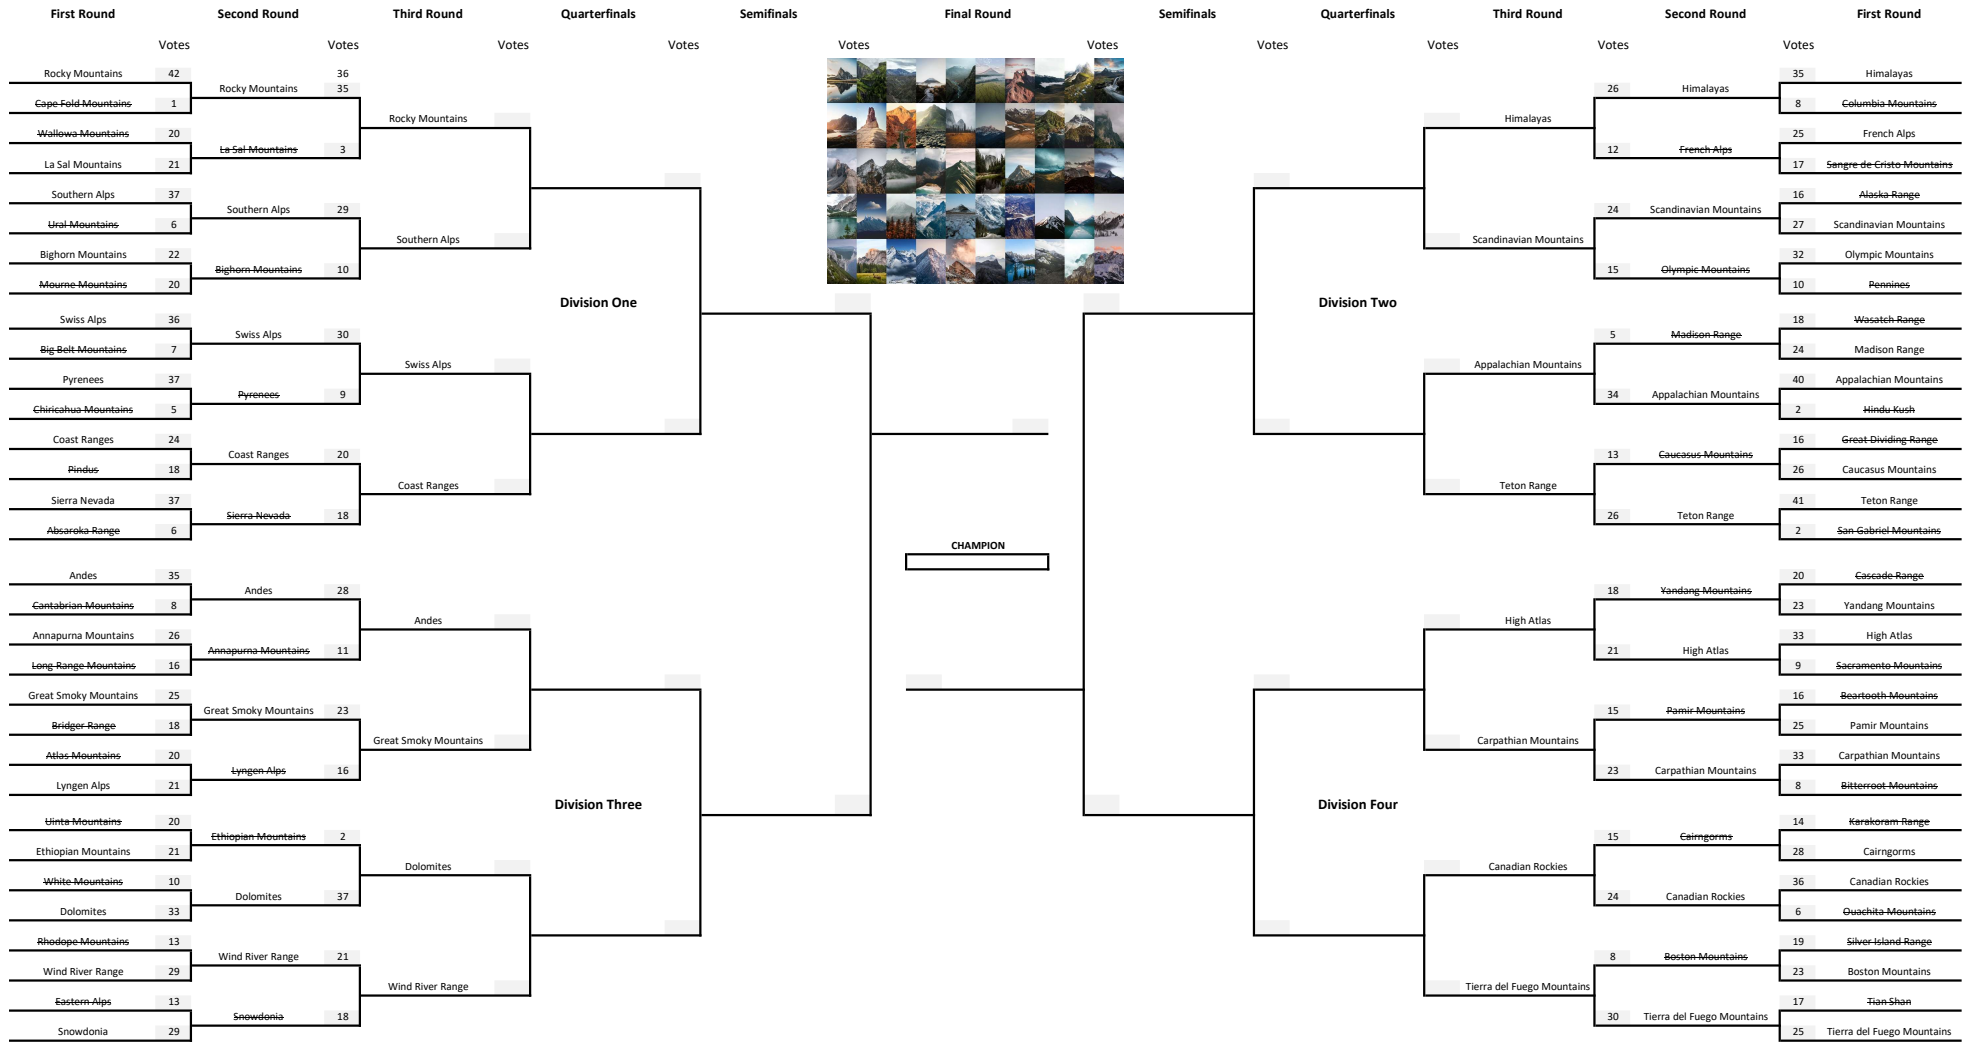 First Round Second Round Third Round Quarterfinals Semifinals Final Round Semifinals Quarterfinals Third Round Second Round First Round
Votes Votes Votes Votes Votes Votes Votes Votes Votes Votes
Rocky Mountains 42 36 35 Himalayas
Rocky Mountains 35 26 Himalayas
Cape Fold Mountains 1 8 Columbia Mountains
Rocky Mountains Himalayas
Wallowa Mountains 20 25 French Alps
La Sal Mountains 3 12 French Alps
La Sal Mountains 21 17 Sangre de Cristo Mountains
Southern Alps 37 16 Alaska Range
Southern Alps 29 24 Scandinavian Mountains
Ural Mountains 6 27 Scandinavian Mountains
Southern Alps Scandinavian Mountains
Bighorn Mountains 22 32 Olympic Mountains
Bighorn Mountains 10 15 Olympic Mountains
Mourne Mountains 20 10 Pennines
Division One Division Two
Swiss Alps 36 18 Wasatch Range
Swiss Alps 30 5 Madison Range
Big Belt Mountains 7 24 Madison Range
Swiss Alps Appalachian Mountains
Pyrenees 37 40 Appalachian Mountains
Pyrenees 9 34 Appalachian Mountains
Chiricahua Mountains 5 2 Hindu Kush
Coast Ranges 24 16 Great Dividing Range
Coast Ranges 20 13 Caucasus Mountains
Pindus 18 26 Caucasus Mountains
Coast Ranges Teton Range
Sierra Nevada 37 41 Teton Range
Sierra Nevada 18 26 Teton Range
Absaroka Range 6 2 San Gabriel Mountains
CHAMPION
Andes 35 20 Cascade Range
Andes 28 18 Yandang Mountains
Cantabrian Mountains 8 23 Yandang Mountains
Andes High Atlas
Annapurna Mountains 26 33 High Atlas
Annapurna Mountains 11 21 High Atlas
Long Range Mountains 16 9 Sacramento Mountains
Great Smoky Mountains 25 16 Beartooth Mountains
Great Smoky Mountains 23 15 Pamir Mountains
Bridger Range 18 25 Pamir Mountains
Great Smoky Mountains Carpathian Mountains
Atlas Mountains 20 33 Carpathian Mountains
Lyngen Alps 16 23 Carpathian Mountains
Lyngen Alps 21 8 Bitterroot Mountains
Division Three Division Four
Uinta Mountains 20 14 Karakoram Range
Ethiopian Mountains 2 15 Cairngorms
Ethiopian Mountains 21 28 Cairngorms
Dolomites Canadian Rockies
White Mountains 10 36 Canadian Rockies
Dolomites 37 24 Canadian Rockies
Dolomites 33 6 Ouachita Mountains
Rhodope Mountains 13 19 Silver Island Range
Wind River Range 21 8 Boston Mountains
Wind River Range 29 23 Boston Mountains
Wind River Range Tierra del Fuego Mountains
Eastern Alps 13 17 Tian Shan
Snowdonia 18 30 Tierra del Fuego Mountains
Snowdonia 29 25 Tierra del Fuego Mountains